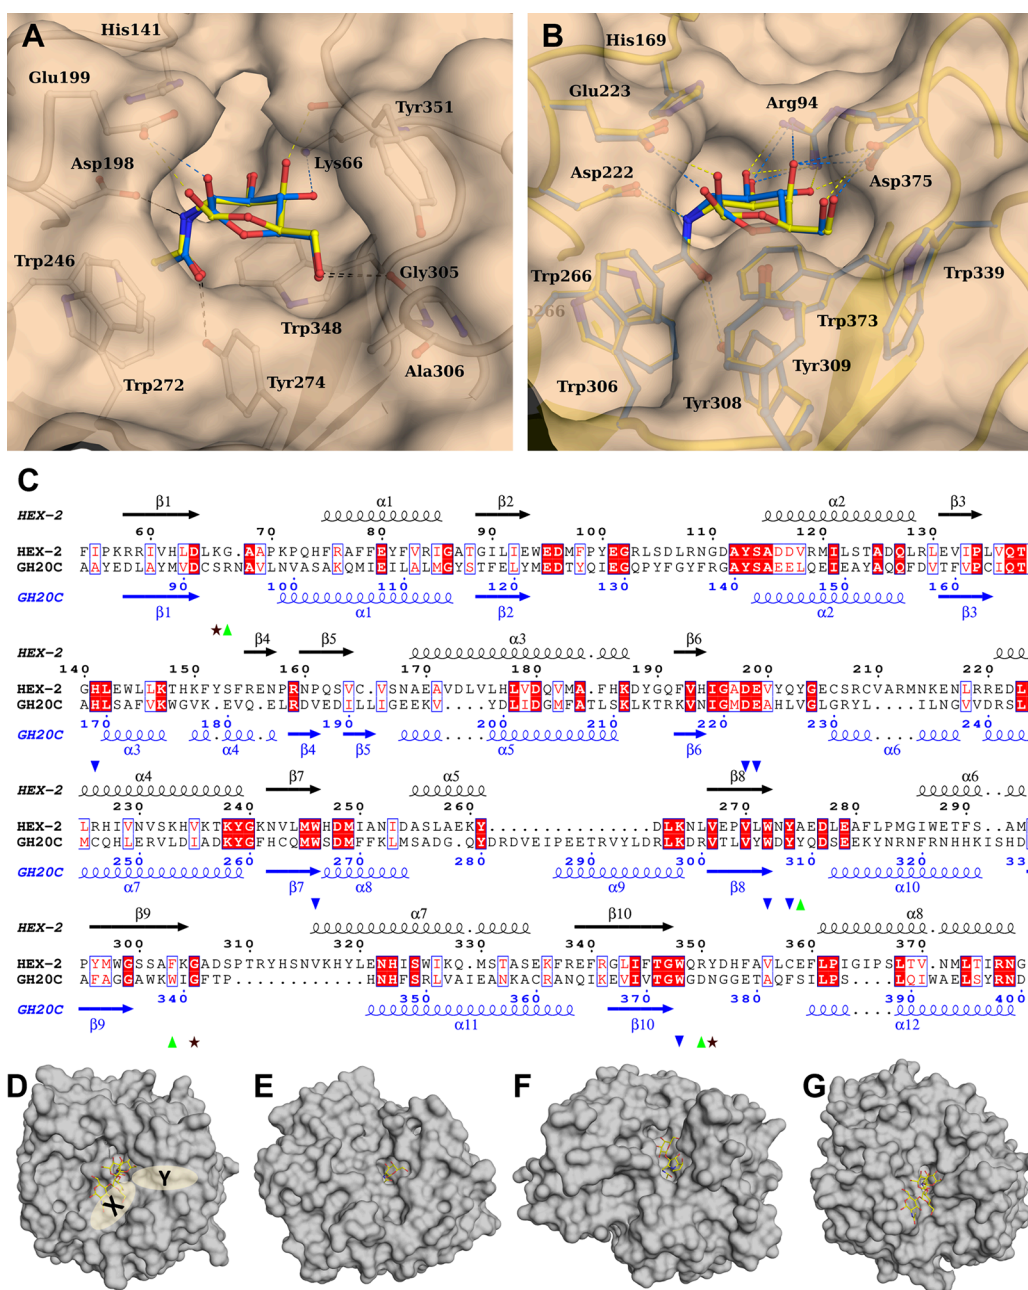 A
His141
Glu199
Tyr351
Lys66
Asp198
Trp246
Gly305
Trp348
Ala306
Trp272
Tyr274
B
His169
Glu223
Arg94
Asp222
Asp375
Trp266
Trp339
Trp373
Tyr309
Trp306
Tyr308
C
HEX-2 β1 α1 β2 α2 β3
60 70 80 90 100 110 120 130
HEX-2 FIPKRRIVHLDLKG.AAPKPQHFRAFFEYFVRIGATGILIEWEDMFPYEGRLSDLRNGDAYSADDVRMILSTADQLRLEVIPLVQT
GH20C AAYEDLAYMVDCSRNAVLNVASAKQMIEILALMGYSTFELYMEDTYQIEGQPYFGYFRGAYSAEELQEIEAYAQQFDVTFVPCIQT
90 100 110 120 130 140 150 160
GH20C β1 α1 β2 α2 β3
HEX-2 β4 β5 α3 β6
140 150 160 170 180 190 200 210 220
HEX-2 GHLEWLLKTHKFYSFRENPRNPQSVC.VSNAEAVDLVLHLVDQVMA.FHKDYGQFVHIGADEVYQYGECSRCVARMNKENLRREDL
GH20C AHLSAFVKWGVK.EVQ.ELRDVEDILLIGEEKV....YDLIDGMFATLSKLKTRKVNIGMDEAHLVGLGRYL...ILNGVVDRSL
170 180 190 200 210 220 230 240
GH20C α3 α4 β4 β5 α5 β6 α6
HEX-2 α4 β7 α5 β8 α6
230 240 250 260 270 280 290
HEX-2 LRHIVNVSKHVKTKYGKNVLMWHDMIANIDASLAEKY...............DLKNLVEPVLWNYAEDLEAFLPMGIWETFS..AM
GH20C MCQHLERVLDIADKYGFHCQMWSDMFFKLMSADG.QYDRDVEIPEETRVYLDRLKDRVTLVYWDYYQDSEEKYNRNFRNHHKISHD
250 260 270 280 290 300 310 320 33
GH20C α7 β7 α8 α9 β8 α10
HEX-2 β9 α7 β10 α8
300 310 320 330 340 350 360 370
HEX-2 PYMWGSSAFKGADSPTRYHSNVKHYLENHISWIKQ.MSTASEKFREFRGLIFTGWQRYDHFAVLCEFLPIGIPSLTV.NMLTIRNG
GH20C FAGGAWKWIGFTP............HNHFSRLVAIEANKACRANQIKEVIVTGWGDNGGETAQFSILPS....LQIWAELSYRND
340 350 360 370 380 390 400
GH20C β9 α11 β10 α12
D
X
Y
E
F
G